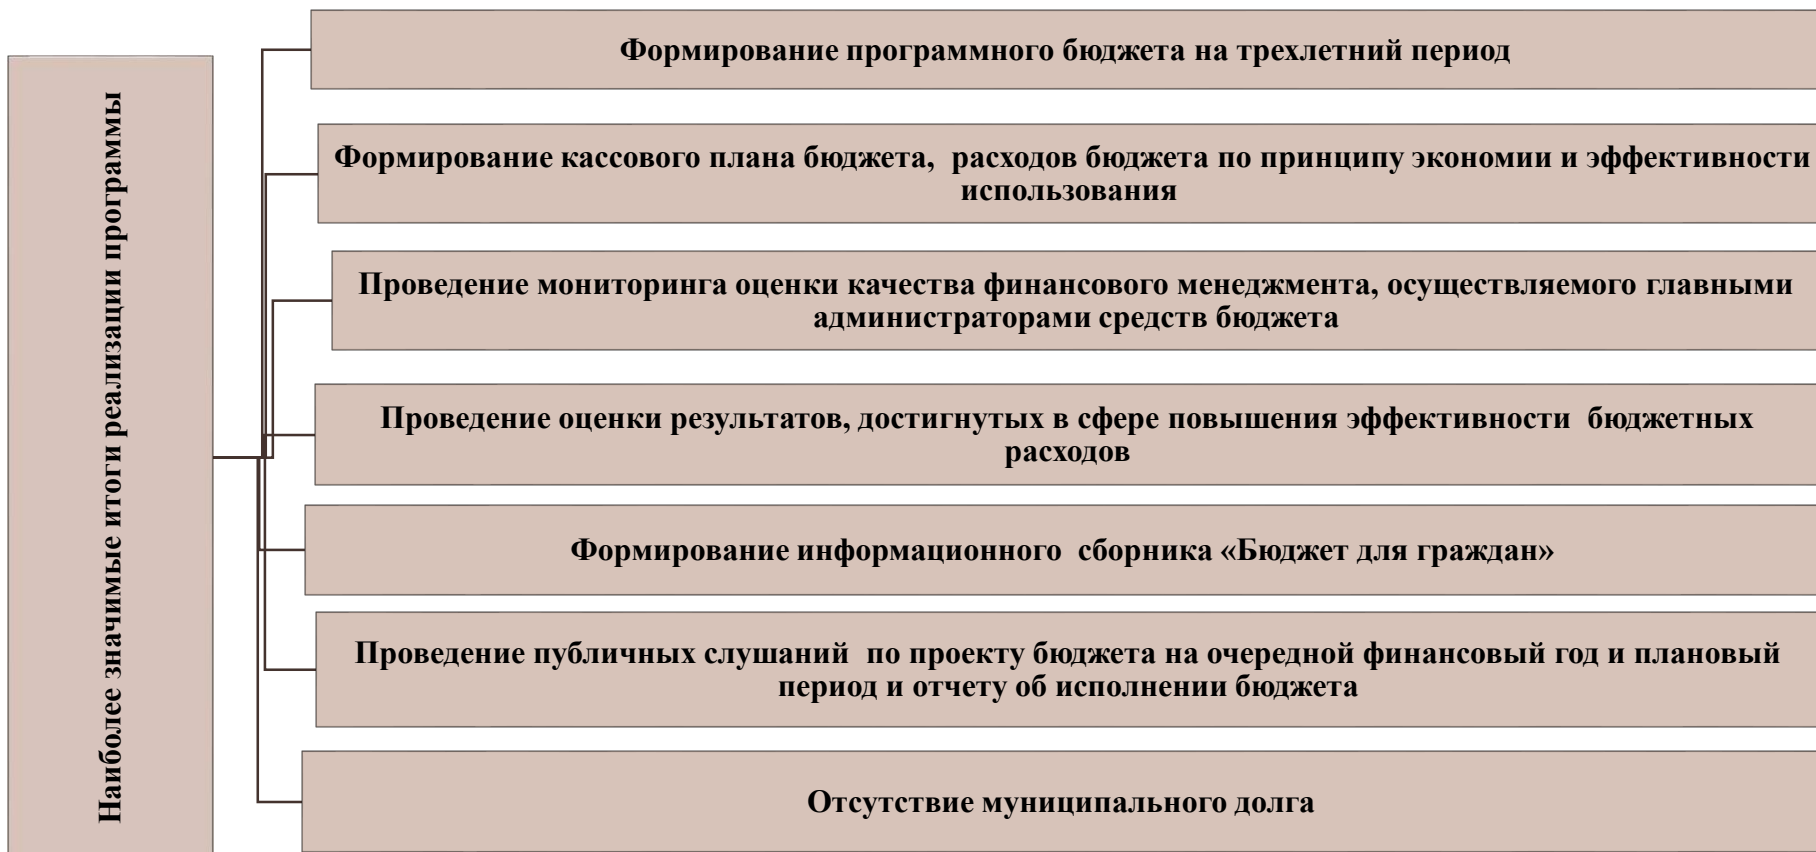 Наиболее значимые итоги реализации программы
Формирование программного бюджета на трехлетний период
Формирование кассового плана бюджета, расходов бюджета по принципу экономии и эффективности
использования
Проведение мониторинга оценки качества финансового менеджмента, осуществляемого главными
администраторами средств бюджета
Проведение оценки результатов, достигнутых в сфере повышения эффективности бюджетных
расходов
Формирование информационного сборника «Бюджет для граждан»
Проведение публичных слушаний по проекту бюджета на очередной финансовый год и плановый
период и отчету об исполнении бюджета
Отсутствие муниципального долга